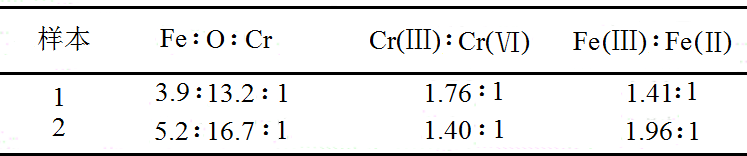 样本 Fe∶O∶Cr Cr(Ⅲ)∶Cr(Ⅵ) Fe(Ⅲ)∶Fe(Ⅱ)
1 3.9∶13.2∶1 1.76∶1 1.41∶1
2 5.2∶16.7∶1 1.40∶1 1.96∶1